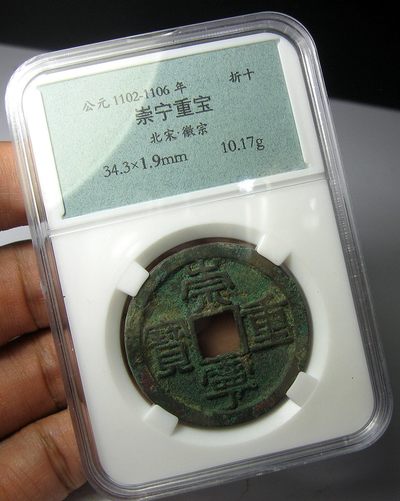 公元 1102-1106 年 折十
崇宁重宝
北宋·徽宗
34.3×1.9mm 10.17g
崇
寳 重
寧